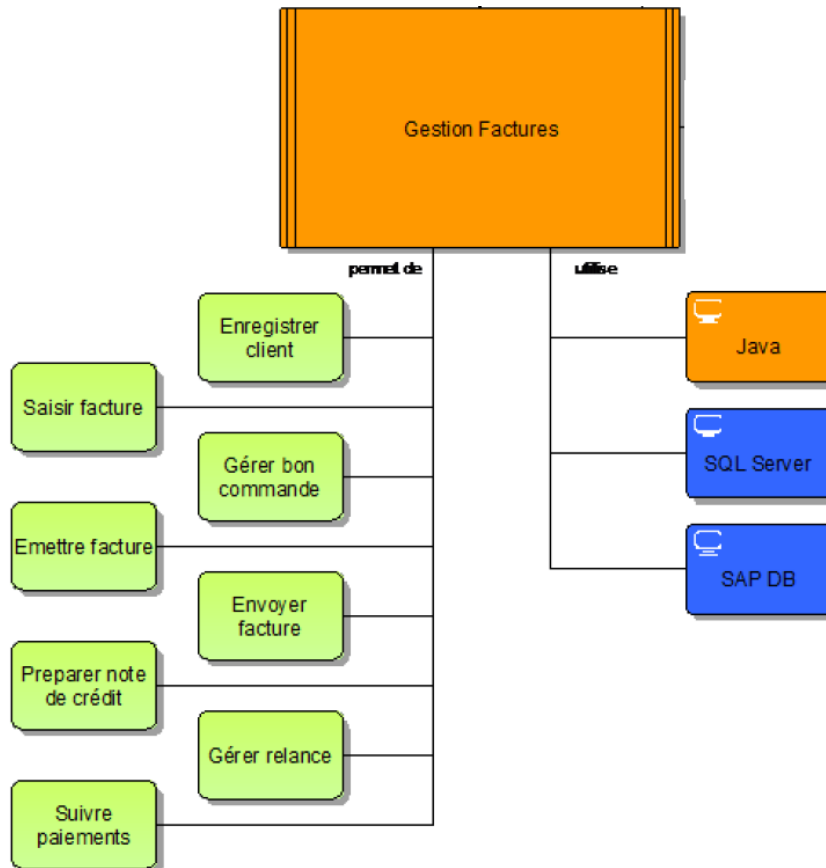 Gestion Factures
permet de
utilise
Enregistrer
client
Java
Saisir facture
Gérer bon
commande
SQL Server
Emettre facture
SAP DB
Envoyer
facture
Preparer note
de crédit
Gérer relance
Suivre
paiements